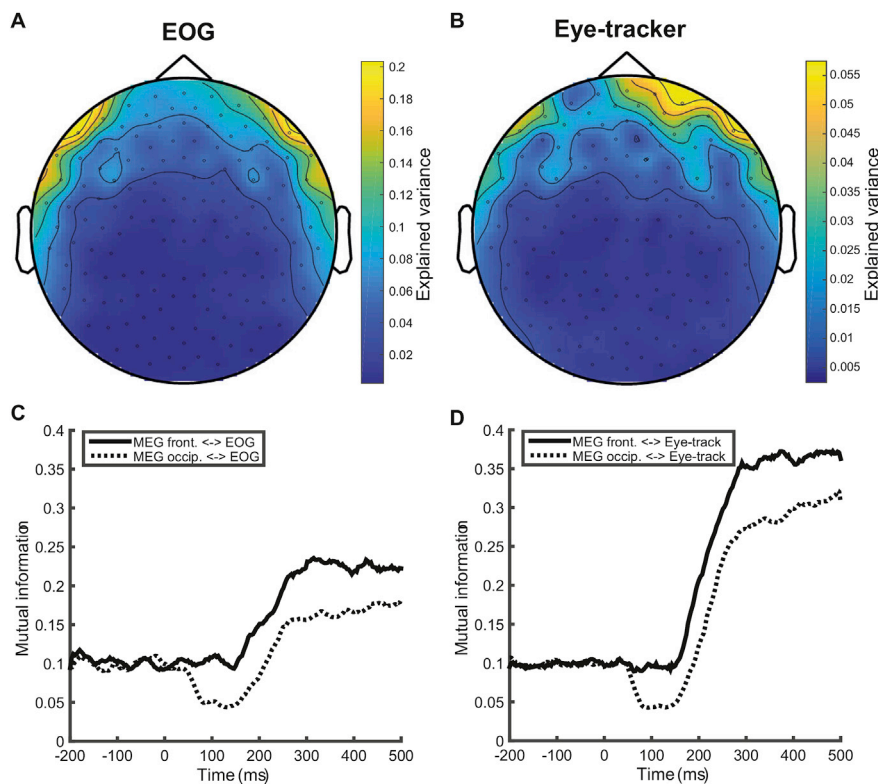 A
EOG
0.2
0.18
0.16
0.14
0.12
0.1
0.08
0.06
0.04
0.02
Explained variance
B
Eye-tracker
0.055
0.05
0.045
0.04
0.035
0.03
0.025
0.02
0.015
0.01
0.005
Explained variance
C
MEG front. <-> EOG
MEG occip. <-> EOG
0.4
0.35
0.3
0.25
0.2
0.15
0.1
0.05
0
Mutual information
-200 -100 0 100 200 300 400 500
Time (ms)
D
MEG front. <-> Eye-track
MEG occip. <-> Eye-track
0.4
0.35
0.3
0.25
0.2
0.15
0.1
0.05
0
Mutual information
-200 -100 0 100 200 300 400 500
Time (ms)